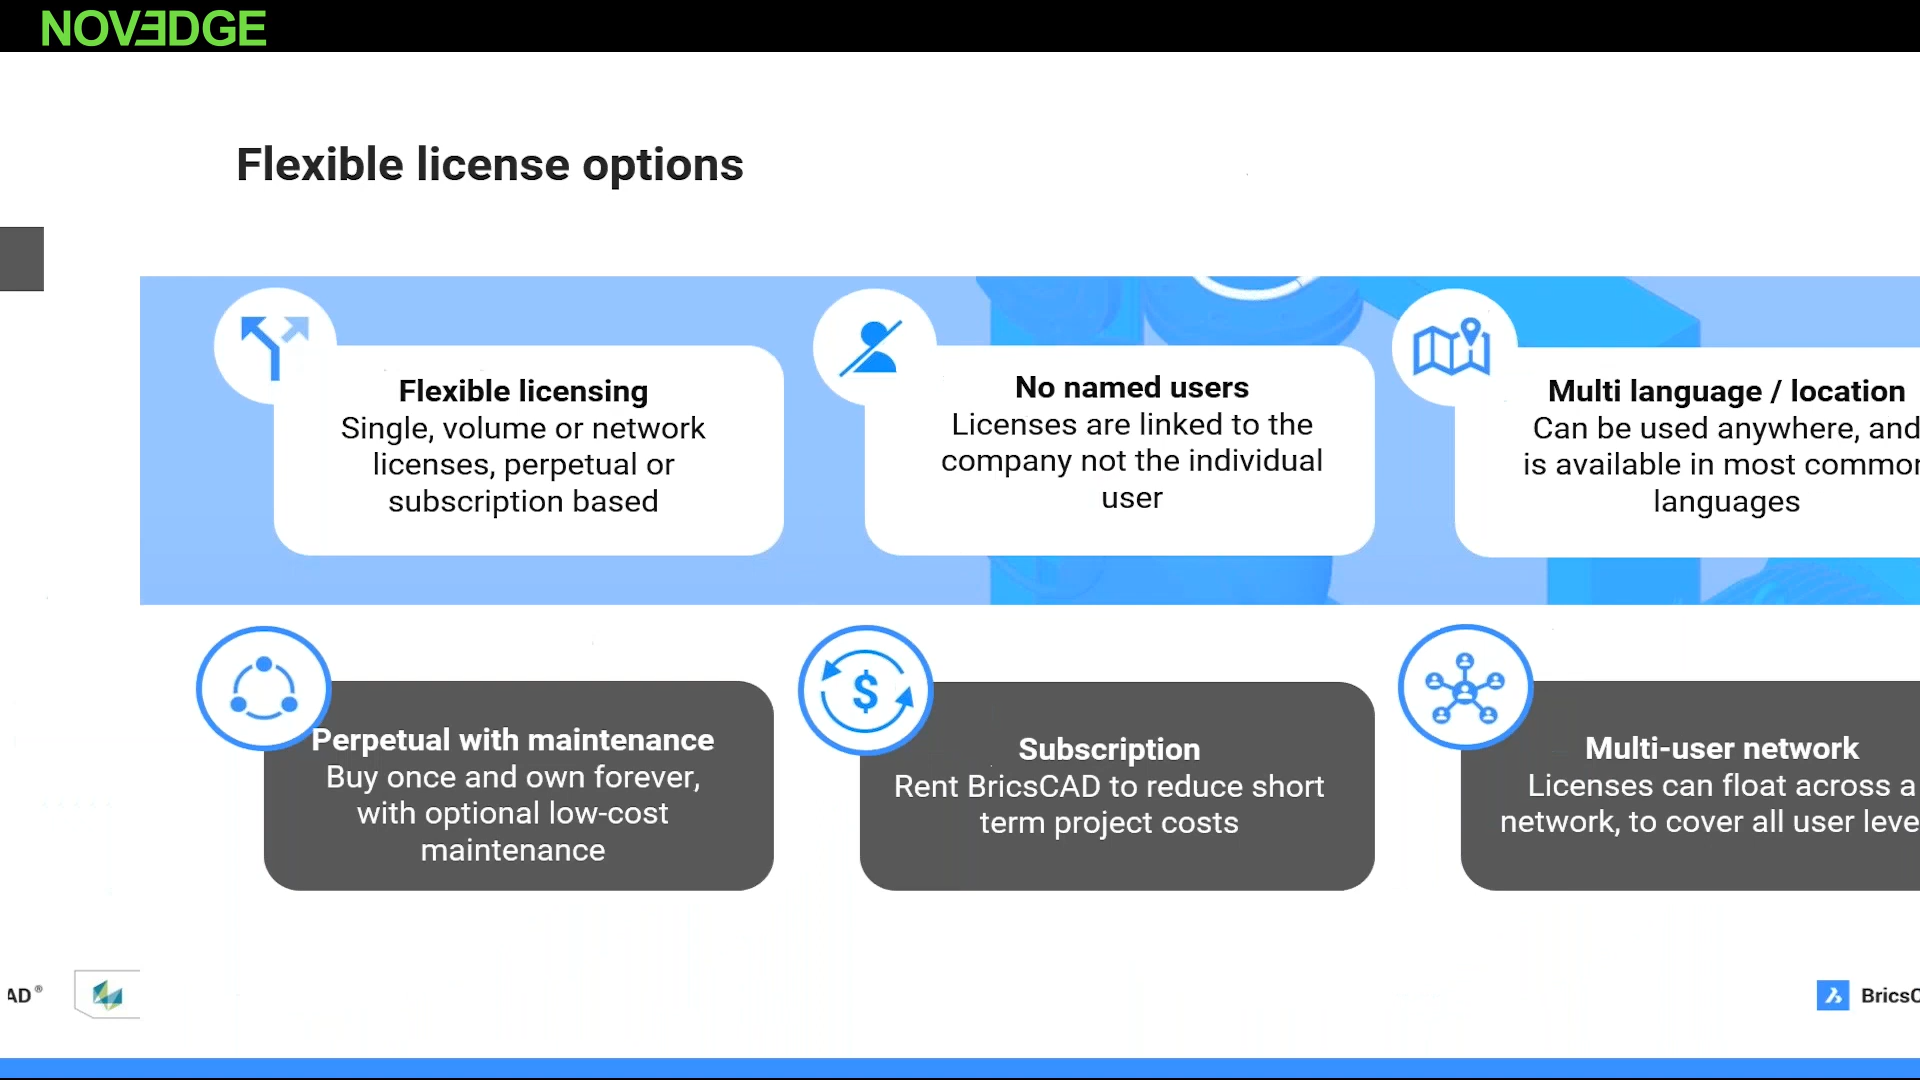 NOVEDGE
Flexible license options
Flexible licensing
Single, volume or network
licenses, perpetual or
subscription based
No named users
Licenses are linked to the
company not the individual
user
Multi language / location
Can be used anywhere, and
is available in most common
languages
Perpetual with maintenance
Buy once and own forever,
with optional low-cost
maintenance
$
Subscription
Rent BricsCAD to reduce short
term project costs
Multi-user network
Licenses can float across a
network, to cover all user leve
AD®
BricsC